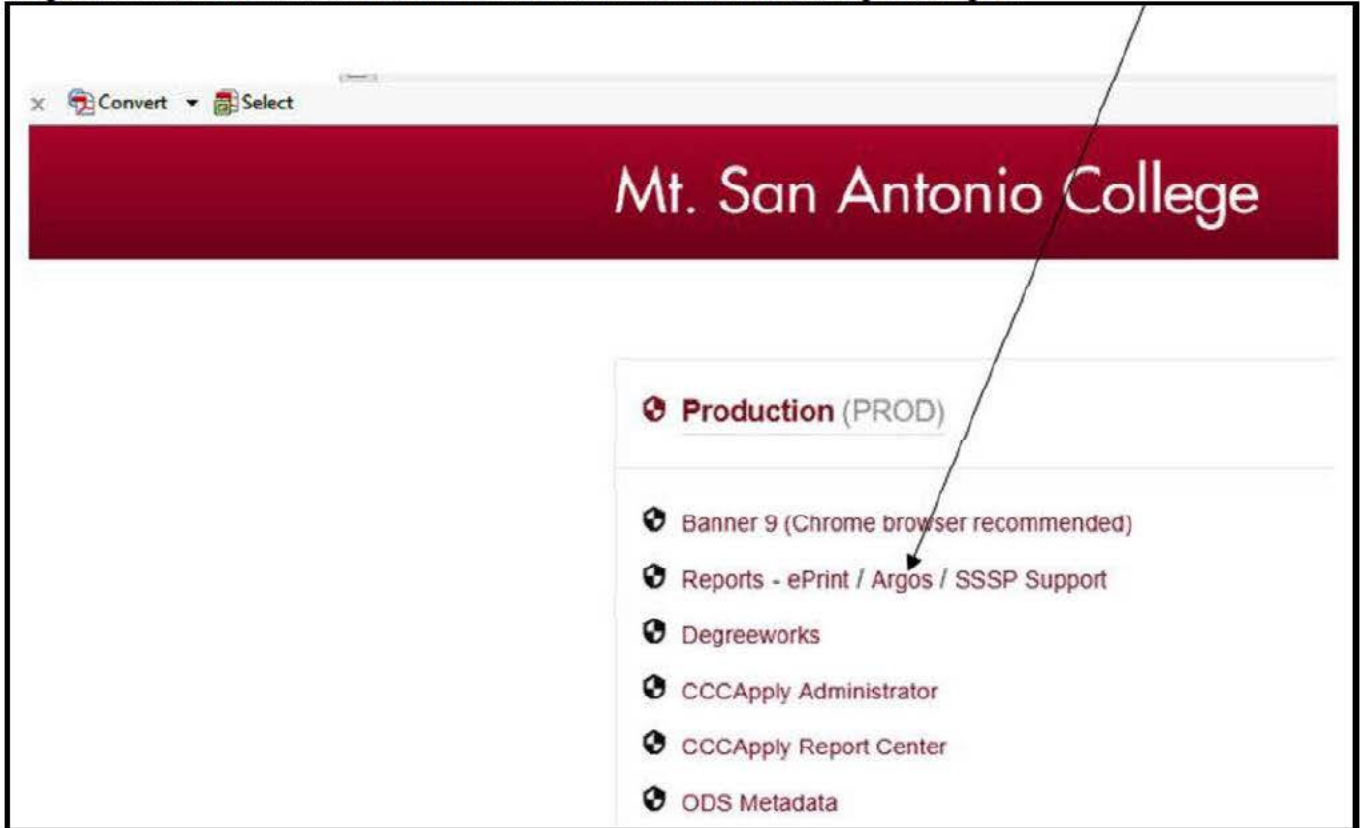 Convert Select
Mt. San Antonio College
Production (PROD)
Banner 9 (Chrome browser recommended)
Reports - ePrint / Argos / SSSP Support
Degreeworks
CCCApply Administrator
CCCApply Report Center
ODS Metadata